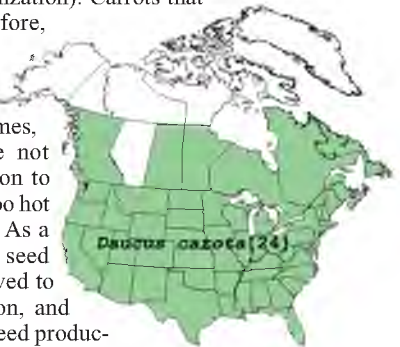 nization). Carrots that
fore,
mes,
e not
on to
oo hot
As a
seed
ved to
on, and
eed produc-
Daucus carota[24]